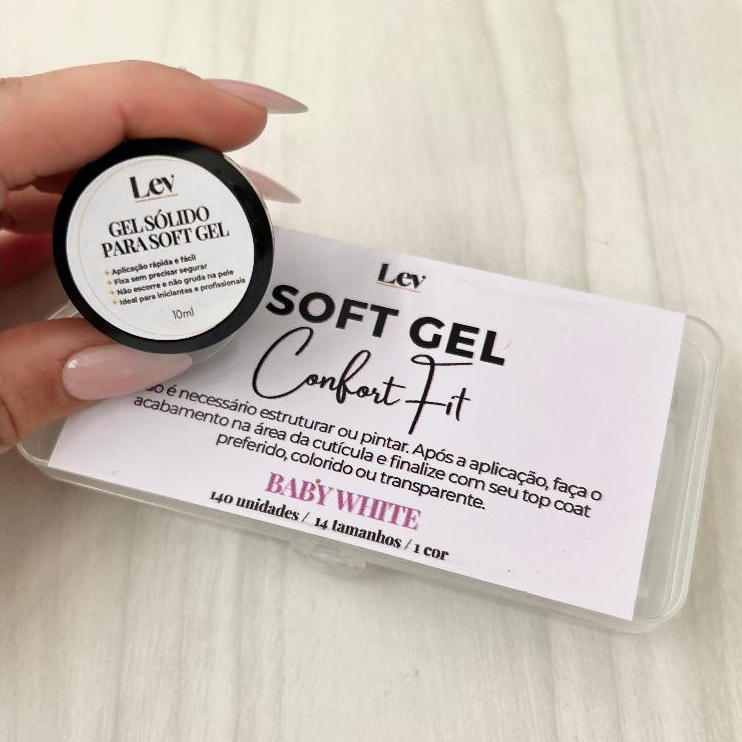 Lev
GEL SÓLIDO
PARA SOFT GEL
Aplicação rápida e fácil
Fixa sem precisar segurar
Não escorre e não gruda na pele
Ideal para iniciantes e profissionais
10ml
Lev
SOFT GEL
Confort Fit
é necessário estruturar ou pintar. Após a aplicação, faça o
acabamento na área da cutícula e finalize com seu top coat
preferido, colorido ou transparente.
BABY WHITE
140 unidades / 14 tamanhos / 1 cor